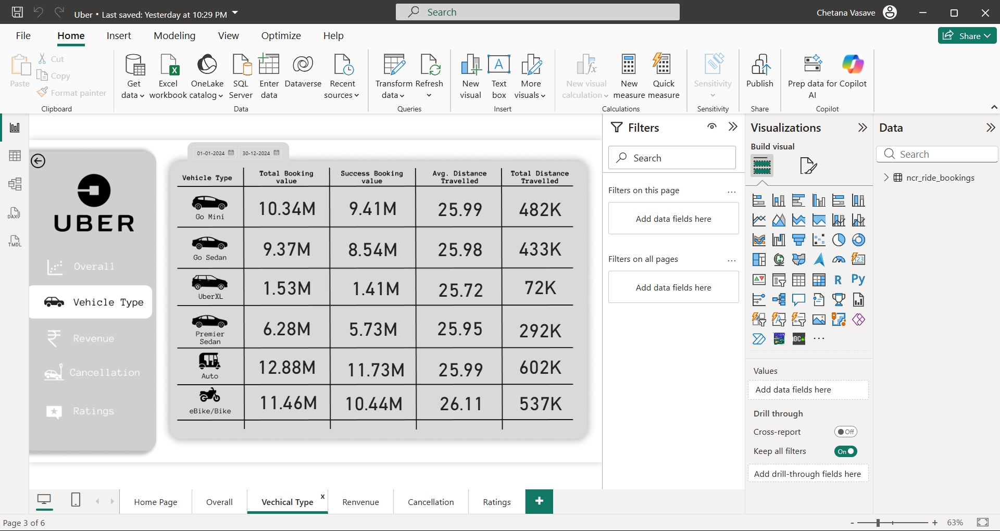 Uber • Last saved: Yesterday at 10:29 PM
Search
Chetana Vasave
File
Home
Insert
Modeling
View
Optimize
Help
Share
Paste
Cut
Copy
Format painter
Clipboard
Get data
Excel workbook
OneLake catalog
SQL Server
Enter data
Dataverse
Recent sources
Data
Transform data
Refresh
Queries
New visual
Text box
More visuals
Insert
New visual calculation
New measure
Quick measure
Calculations
Sensitivity
Sensitivity
Publish
Share
Prep data for AI
Copilot
Copilot
DAX
TMDL
UBER
Overall
Vehicle Type
Revenue
Cancellation
Ratings
01-01-2024
30-12-2024
Vehicle Type
Total Booking value
Success Booking value
Avg. Distance Travelled
Total Distance Travelled
Go Mini
10.34M
9.41M
25.99
482K
Go Sedan
9.37M
8.54M
25.98
433K
UberXL
1.53M
1.41M
25.72
72K
Premier Sedan
6.28M
5.73M
25.95
292K
Auto
12.88M
11.73M
25.99
602K
eBike/Bike
11.46M
10.44M
26.11
537K
Filters
Search
Filters on this page
Add data fields here
Filters on all pages
Add data fields here
Visualizations
Build visual
123
R
Py
Values
Add data fields here
Drill through
Cross-report
Off
Keep all filters
On
Add drill-through fields here
Data
Search
ncr_ride_bookings
Home Page
Overall
Vechical Type
x
Renvenue
Cancellation
Ratings
+
Page 3 of 6
-
+
63%